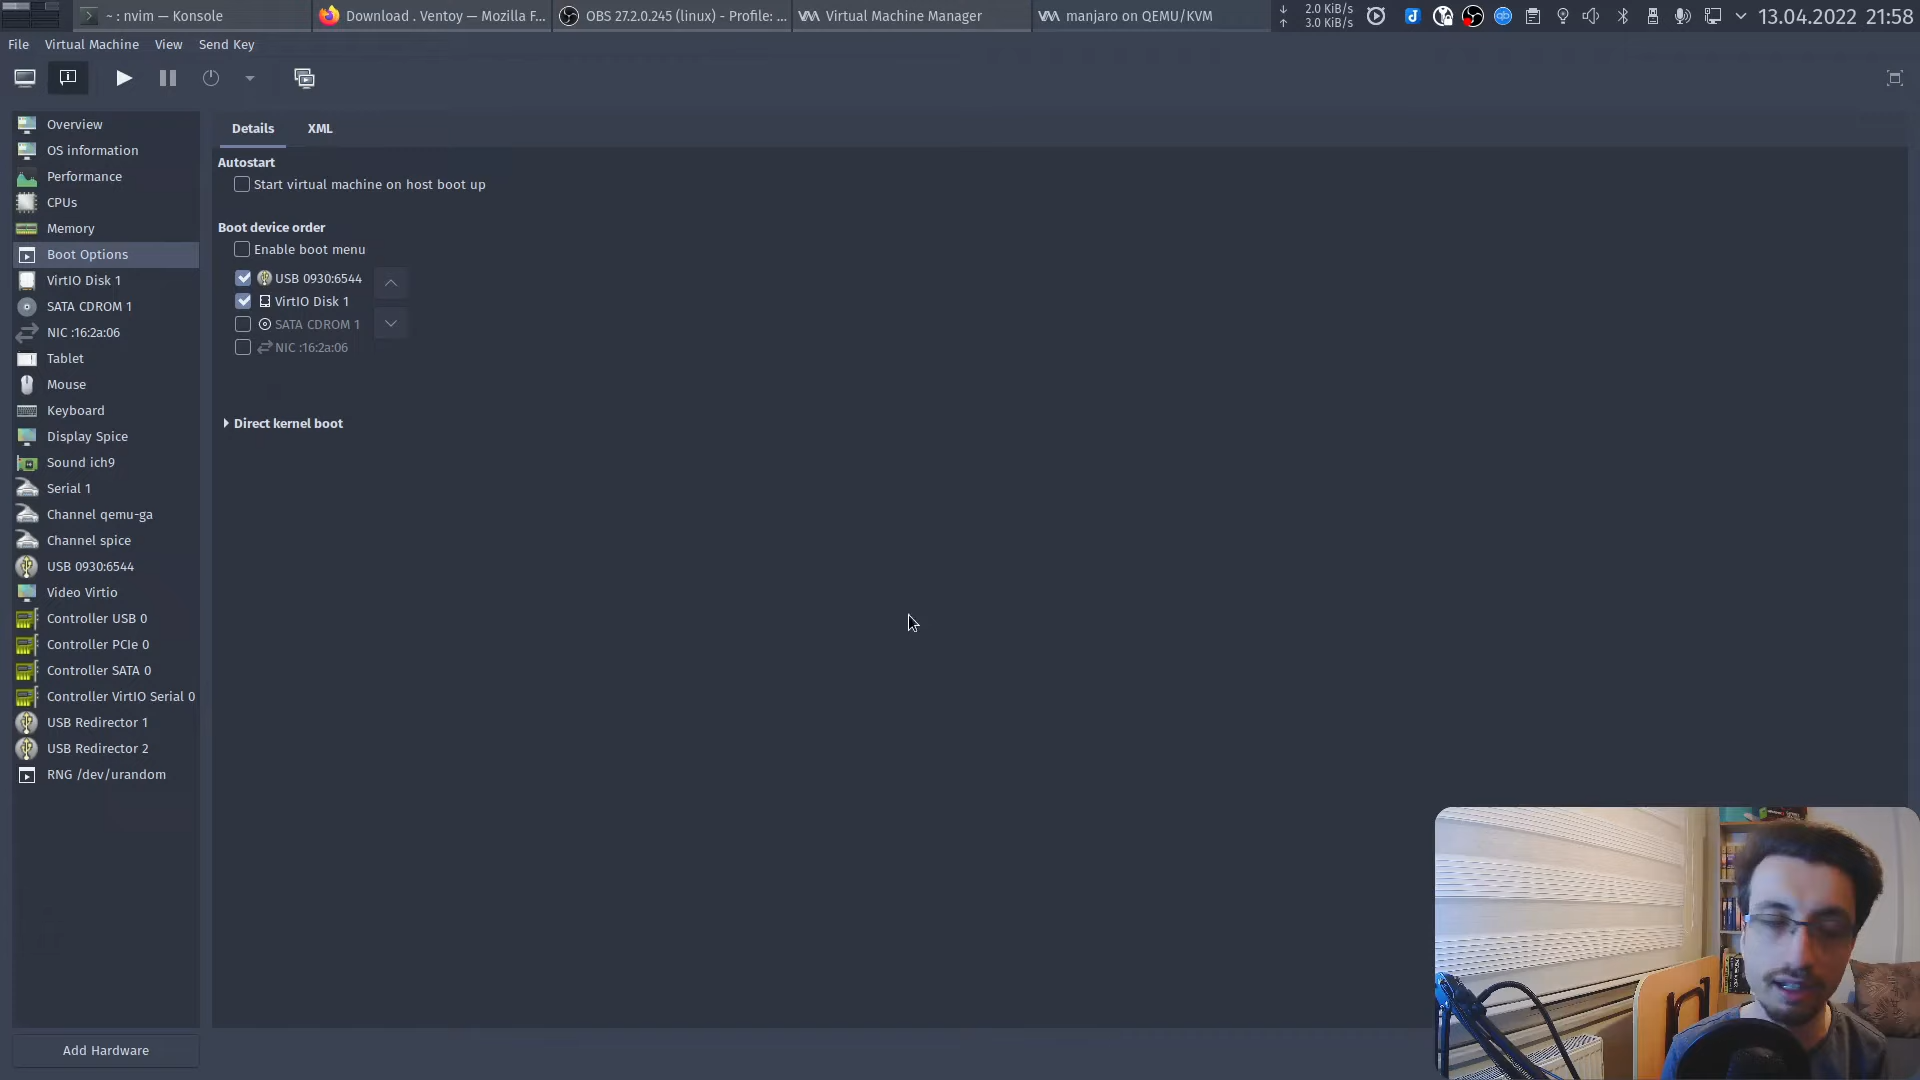 ~ : nvim — Konsole
Download . Ventoy — Mozilla F...
OBS 27.2.0.245 (linux) - Profile: ...
Virtual Machine Manager
manjaro on QEMU/KVM
↓ 2.0 KiB/s
↑ 3.0 KiB/s
13.04.2022 21:58
File Virtual Machine View Send Key
Overview
OS information
Performance
CPUs
Memory
Boot Options
VirtIO Disk 1
SATA CDROM 1
NIC :16:2a:06
Tablet
Mouse
Keyboard
Display Spice
Sound ich9
Serial 1
Channel qemu-ga
Channel spice
USB 0930:6544
Video Virtio
Controller USB 0
Controller PCIe 0
Controller SATA 0
Controller VirtIO Serial 0
USB Redirector 1
USB Redirector 2
RNG /dev/urandom
Add Hardware
Details XML
Autostart
Start virtual machine on host boot up
Boot device order
Enable boot menu
USB 0930:6544
VirtIO Disk 1
SATA CDROM 1
NIC :16:2a:06
Direct kernel boot